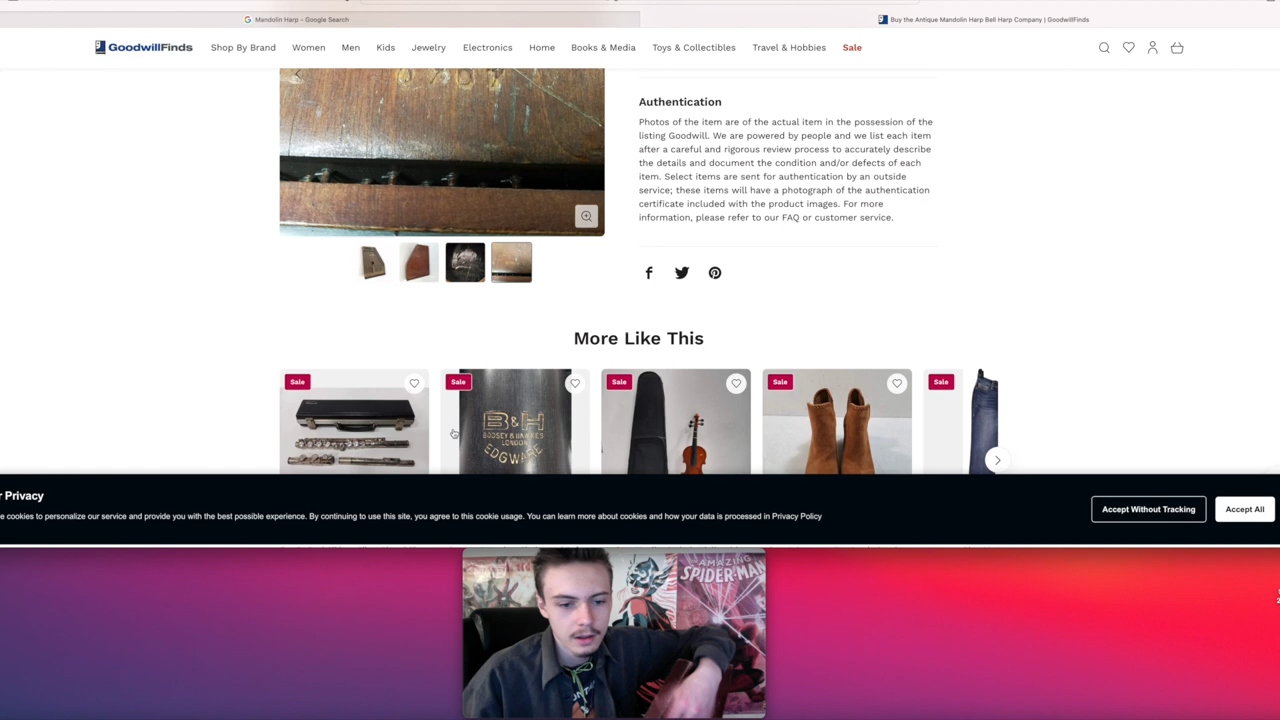 Mandolin Harp - Google Search
Buy the Antique Mandolin Harp Bell Harp Company | GoodwillFinds
GoodwillFinds
Shop By Brand
Women
Men
Kids
Jewelry
Electronics
Home
Books & Media
Toys & Collectibles
Travel & Hobbies
Sale
Authentication
Photos of the item are of the actual item in the possession of the
listing Goodwill. We are powered by people and we list each item
after a careful and rigorous review process to accurately describe
the details and document the condition and/or defects of each
item. Select items are sent for authentication by an outside
service; these items will have a photograph of the authentication
certificate included with the product images. For more
information, please refer to our FAQ or customer service.
More Like This
Sale
Sale
Sale
Sale
Sale
B&H
BOOSEY & HAWKES
LONDON
EDGWARE
r Privacy
e cookies to personalize our service and provide you with the best possible experience. By continuing to use this site, you agree to this cookie usage. You can learn more about cookies and how your data is processed in Privacy Policy
Accept Without Tracking
Accept All
AMAZING
SPIDER-MAN